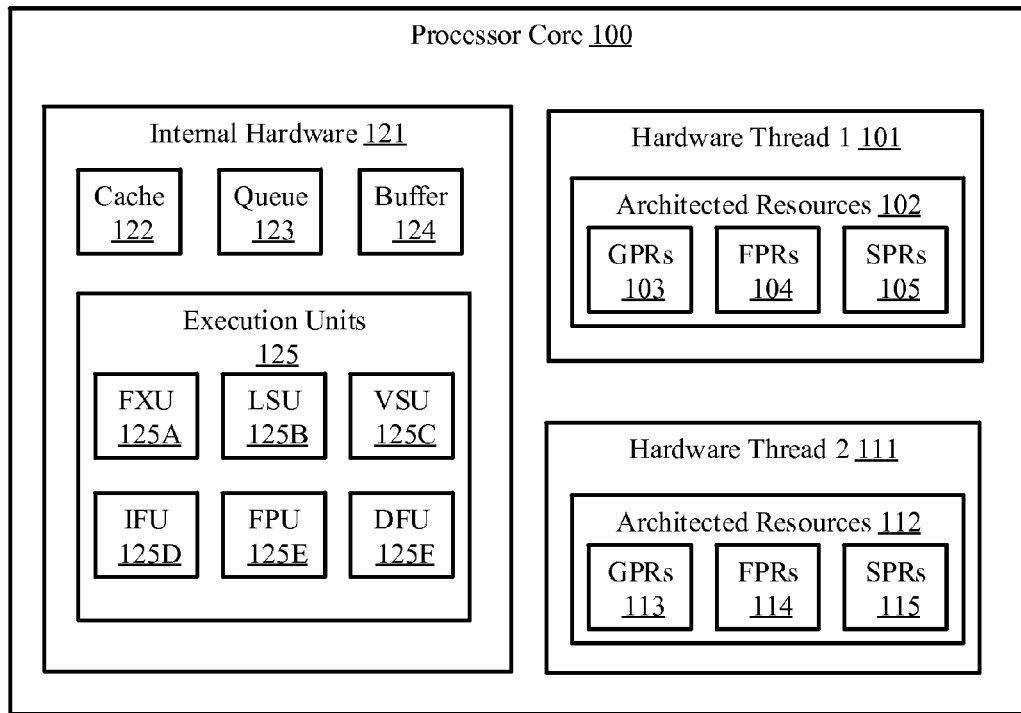 Processor Core 100
Internal Hardware 121
Cache
122
Queue
123
Buffer
124
Execution Units
125
FXU
125A
LSU
125B
VSU
125C
IFU
125D
FPU
125E
DFU
125F
Hardware Thread 1 101
Architected Resources 102
GPRs
103
FPRs
104
SPRs
105
Hardware Thread 2 111
Architected Resources 112
GPRs
113
FPRs
114
SPRs
115